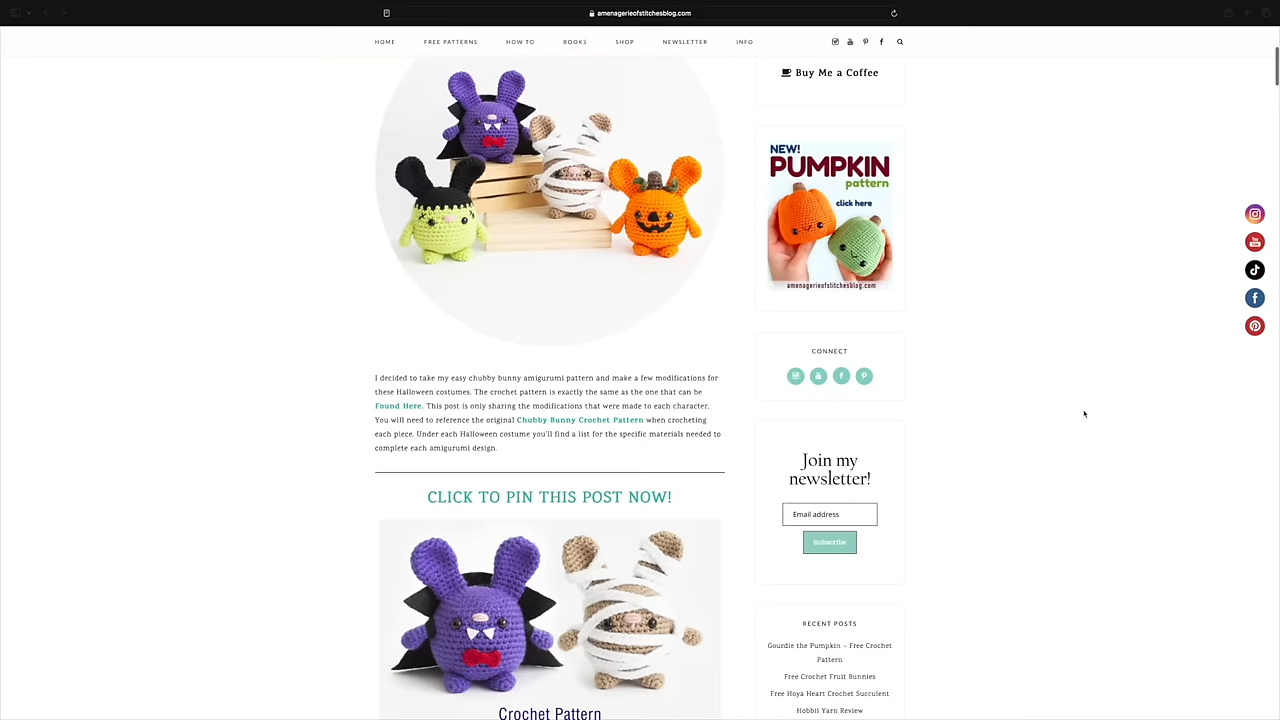 amenagerieofstitchesblog.com
HOME FREE PATTERNS HOW TO BOOKS SHOP NEWSLETTER INFO
Buy Me a Coffee
NEW!
PUMPKIN
pattern
click here
amenagerieofstitchesblog.com
CONNECT
I decided to take my easy chubby bunny amigurumi pattern and make a few modifications for
these Halloween costumes. The crochet pattern is exactly the same as the one that can be
Found Here. This post is only sharing the modifications that were made to each character.
You will need to reference the original Chubby Bunny Crochet Pattern when crocheting
each piece. Under each Halloween costume you'll find a list for the specific materials needed to
complete each amigurumi design.
CLICK TO PIN THIS POST NOW!
Crochet Pattern
Join my
newsletter!
Email address
Subscribe
RECENT POSTS
Gourdie the Pumpkin – Free Crochet
Pattern
Free Crochet Fruit Bunnies
Free Hoya Heart Crochet Succulent
Hobbii Yarn Review